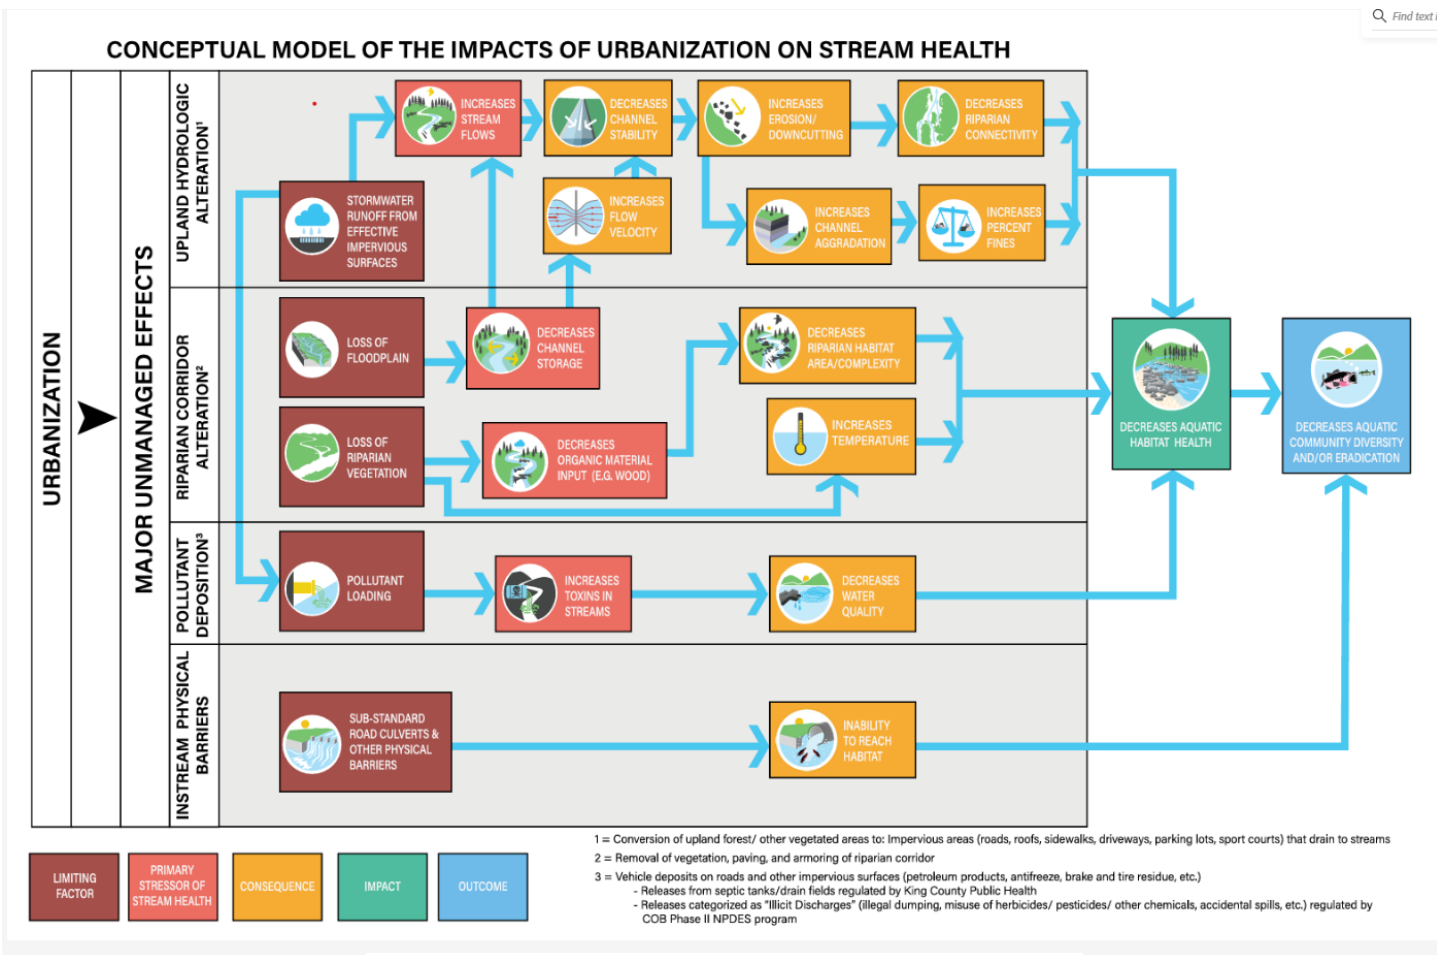 Find text i
CONCEPTUAL MODEL OF THE IMPACTS OF URBANIZATION ON STREAM HEALTH
URBANIZATION
MAJOR UNMANAGED EFFECTS
UPLAND HYDROLOGIC
ALTERATION¹
STORMWATER
RUNOFF FROM
EFFECTIVE
IMPERVIOUS
SURFACES
INCREASES
STREAM
FLOWS
DECREASES
CHANNEL
STABILITY
INCREASES
EROSION/
DOWNCUTTING
DECREASES
RIPARIAN
CONNECTIVITY
INCREASES
FLOW
VELOCITY
INCREASES
CHANNEL
AGGRADATION
INCREASES
PERCENT
FINES
RIPARIAN CORRIDOR
ALTERATION²
LOSS OF
FLOODPLAIN
DECREASES
CHANNEL
STORAGE
DECREASES
RIPARIAN HABITAT
AREA/COMPLEXITY
LOSS OF
RIPARIAN
VEGETATION
DECREASES
ORGANIC MATERIAL
INPUT (E.G. WOOD)
INCREASES
TEMPERATURE
DECREASES AQUATIC
HABITAT HEALTH
DECREASES AQUATIC
COMMUNITY DIVERSITY
AND/OR ERADICATION
POLLUTANT
DEPOSITION³
POLLUTANT
LOADING
INCREASES
TOXINS IN
STREAMS
DECREASES
WATER
QUALITY
INSTREAM PHYSICAL
BARRIERS
SUB-STANDARD
ROAD CULVERTS &
OTHER PHYSICAL
BARRIERS
INABILITY
TO REACH
HABITAT
LIMITING
FACTOR
PRIMARY
STRESSOR OF
STREAM HEALTH
CONSEQUENCE
IMPACT
OUTCOME
1 = Conversion of upland forest/ other vegetated areas to: Impervious areas (roads, roofs, sidewalks, driveways, parking lots, sport courts) that drain to streams
2 = Removal of vegetation, paving, and armoring of riparian corridor
3 = Vehicle deposits on roads and other impervious surfaces (petroleum products, antifreeze, brake and tire residue, etc.)
- Releases from septic tanks/drain fields regulated by King County Public Health
- Releases categorized as "Illicit Discharges" (illegal dumping, misuse of herbicides/ pesticides/ other chemicals, accidental spills, etc.) regulated by
COB Phase II NPDES program